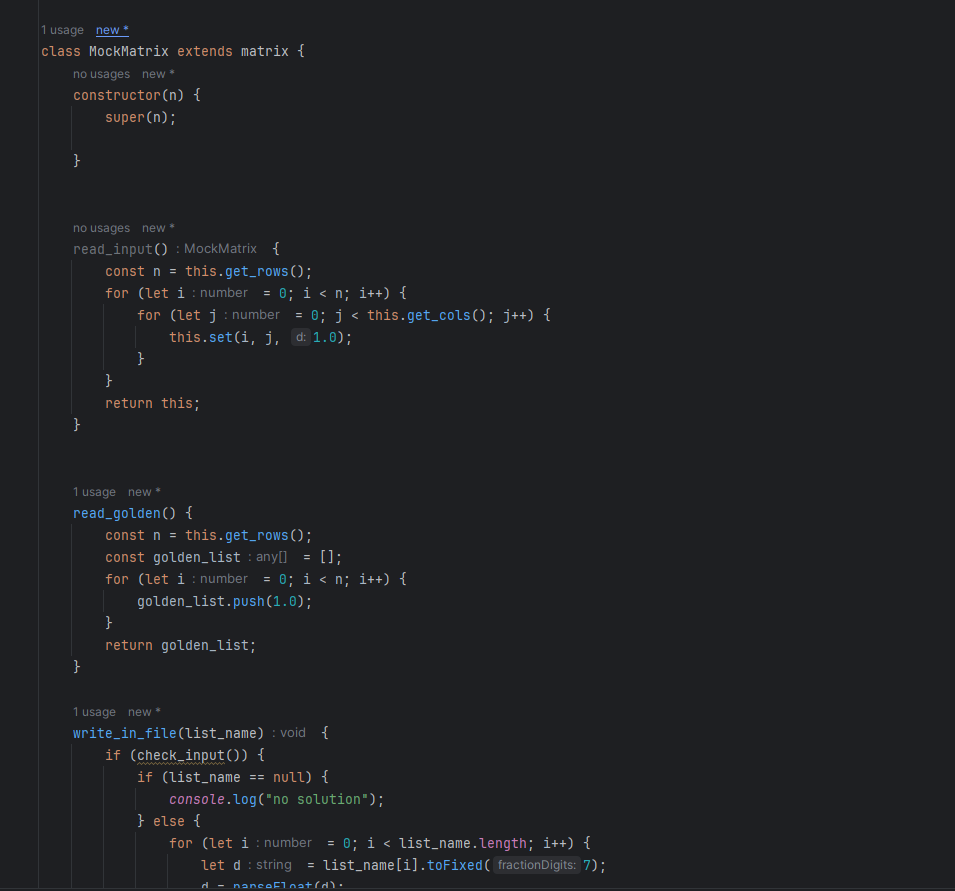 1 usage   new *
class MockMatrix extends matrix {
    no usages   new *
    constructor(n) {
        super(n);
    }
    no usages   new *
    read_input() : MockMatrix  {
        const n = this.get_rows();
        for (let i : number  = 0; i < n; i++) {
            for (let j : number  = 0; j < this.get_cols(); j++) {
                this.set(i, j, d: 1.0);
            }
        }
        return this;
    }
    1 usage   new *
    read_golden() {
        const n = this.get_rows();
        const golden_list : any[]  = [];
        for (let i : number  = 0; i < n; i++) {
            golden_list.push(1.0);
        }
        return golden_list;
    }
    1 usage   new *
    write_in_file(list_name) : void  {
        if (check_input()) {
            if (list_name == null) {
                console.log("no solution");
            } else {
                for (let i : number  = 0; i < list_name.length; i++) {
                    let d : string  = list_name[i].toFixed( fractionDigits: 7);
                    d = parseFloat(d);